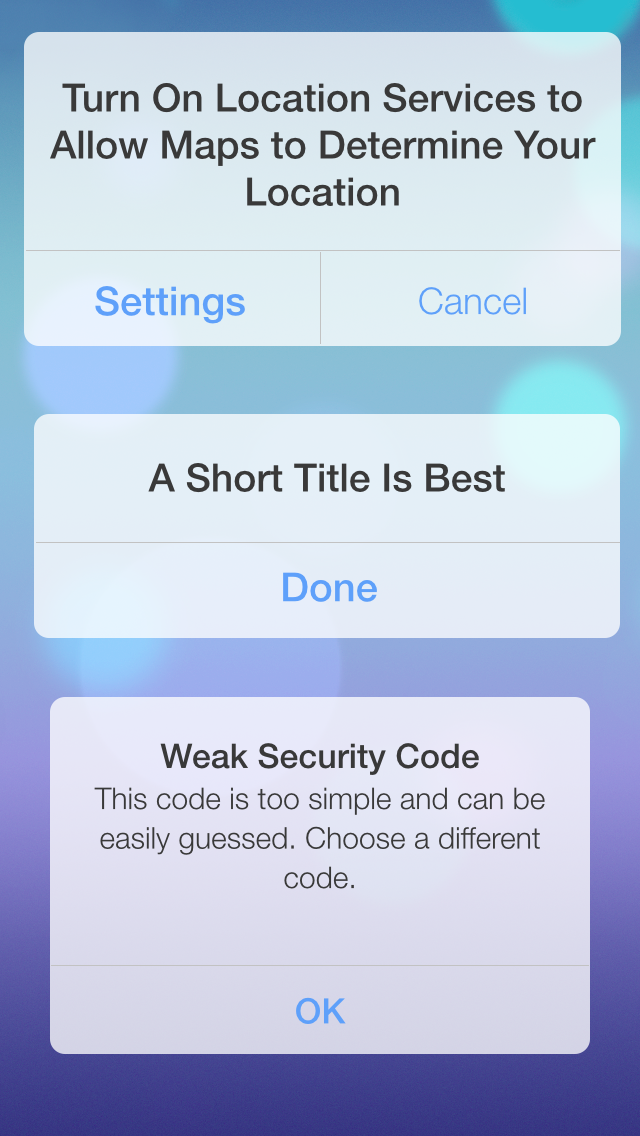 Turn On Location Services to
Allow Maps to Determine Your
Location
Settings
Cancel
A Short Title Is Best
Done
Weak Security Code
This code is too simple and can be
easily guessed. Choose a different
code.
OK